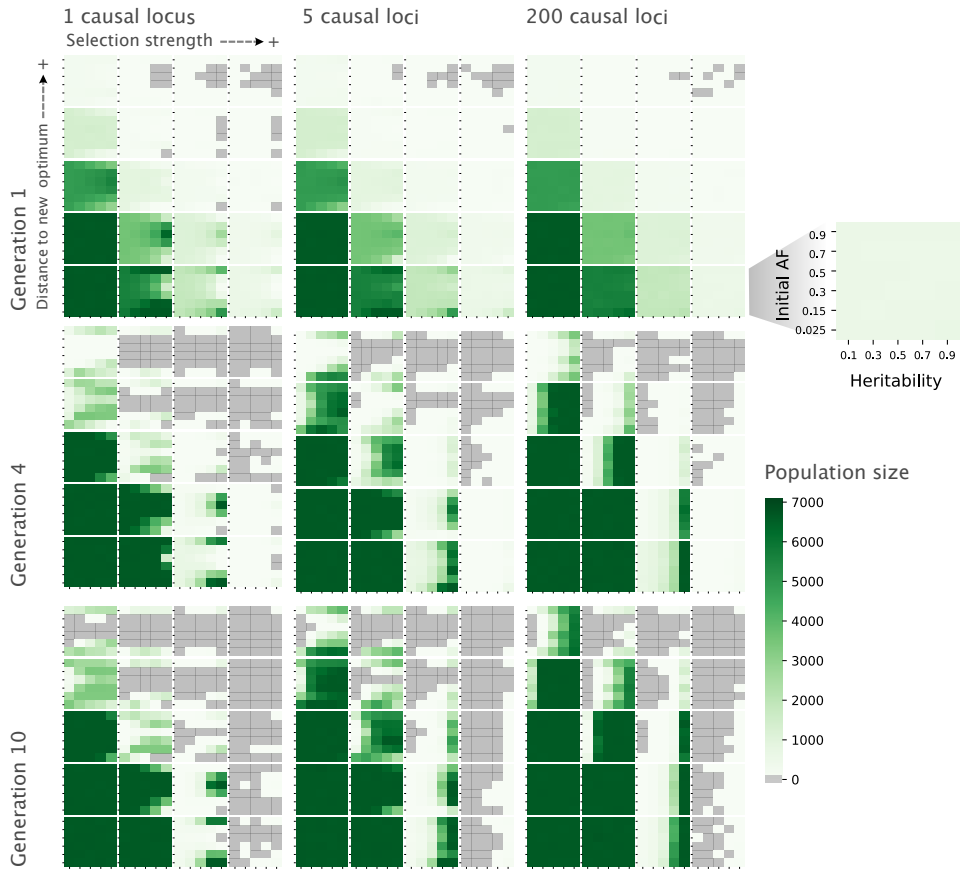 1 causal locus
5 causal loci
200 causal loci
Selection strength +
Distance to new optimum +
Generation 1
Generation 4
Generation 10
Initial AF
0.9
0.7
0.5
0.3
0.15
0.025
0.1 0.3 0.5 0.7 0.9
Heritability
Population size
7000
6000
5000
4000
3000
2000
1000
0